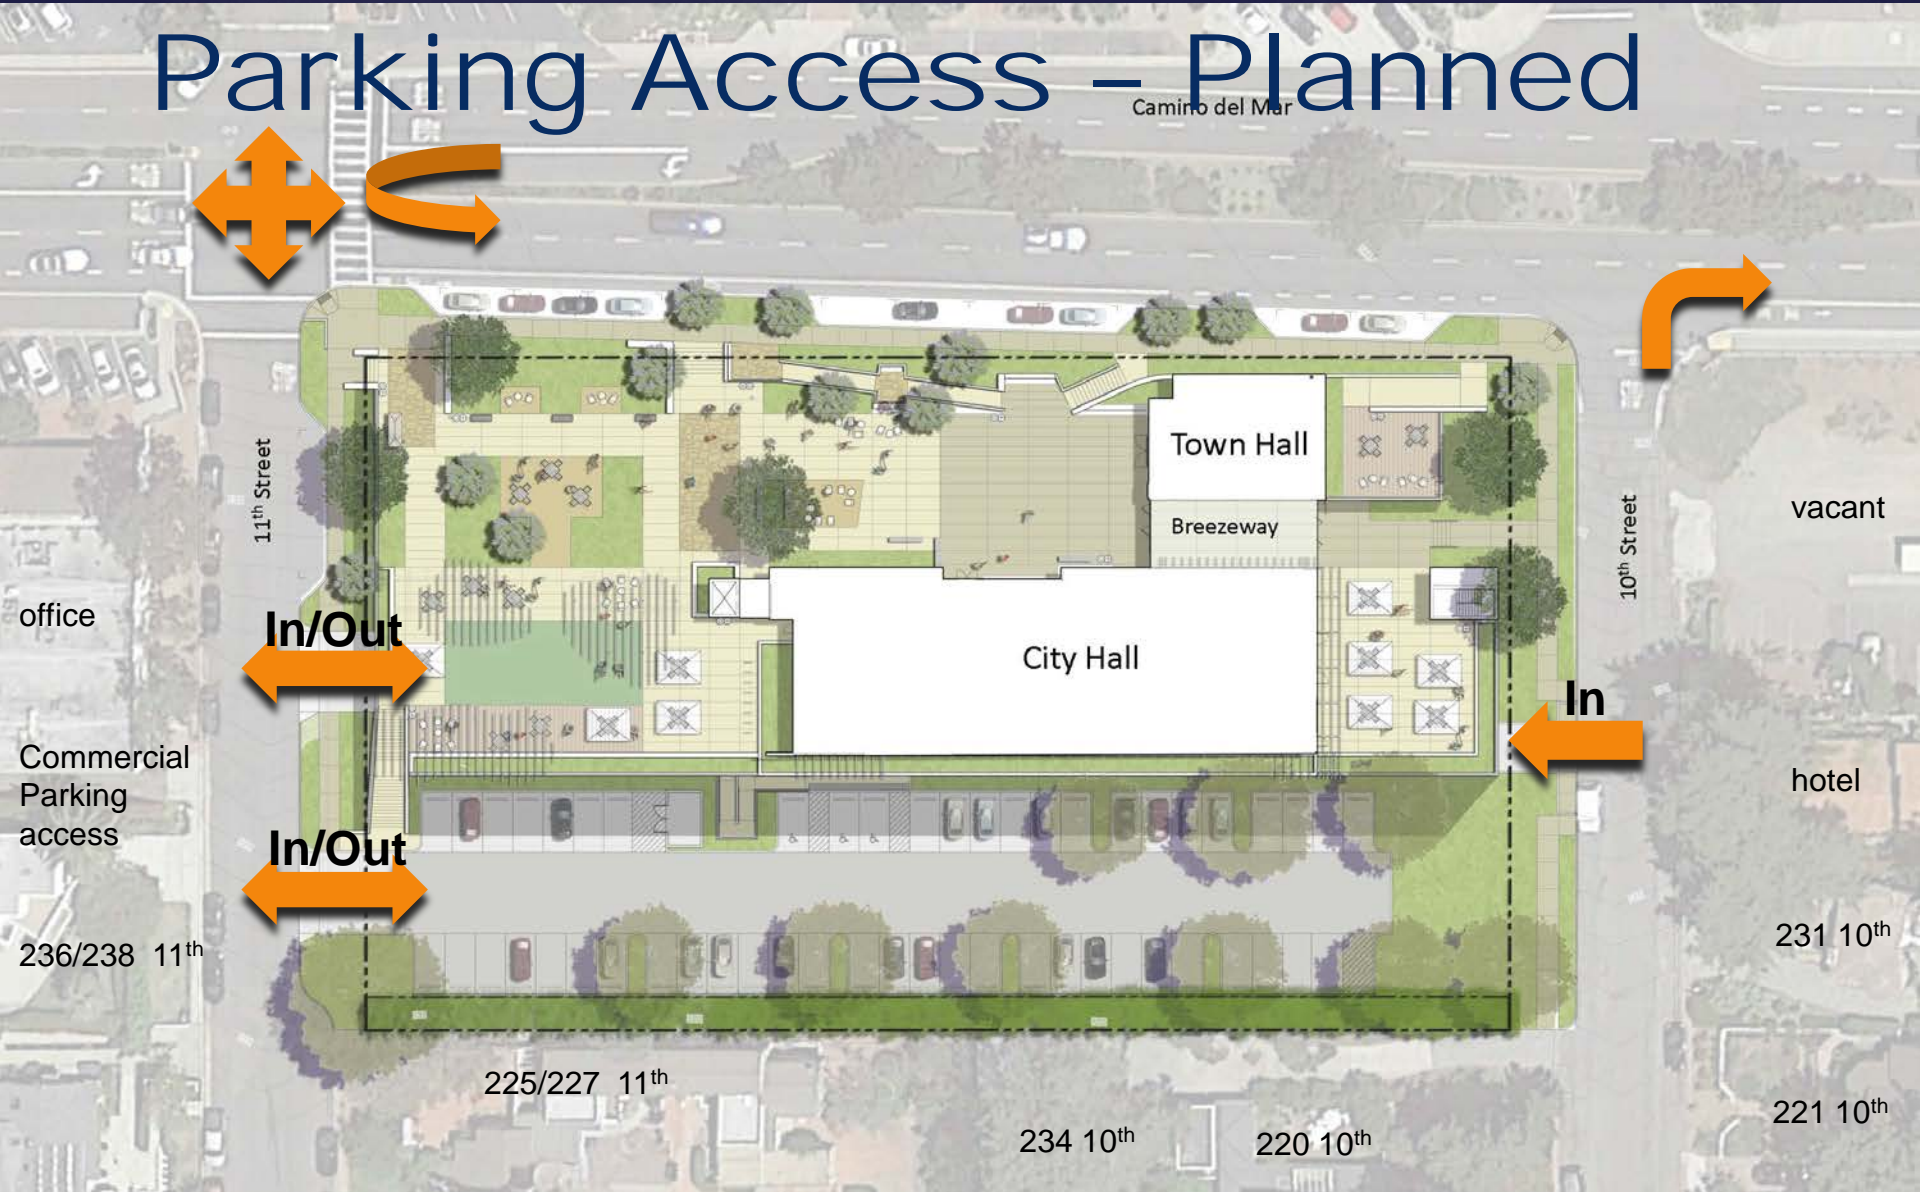 Parking Access – Planned
Camino del Mar
11th Street
Town Hall
Breezeway
10th Street
vacant
office
In/Out
City Hall
In
Commercial
Parking
access
hotel
In/Out
236/238 11th
231 10th
225/227 11th
234 10th
220 10th
221 10th